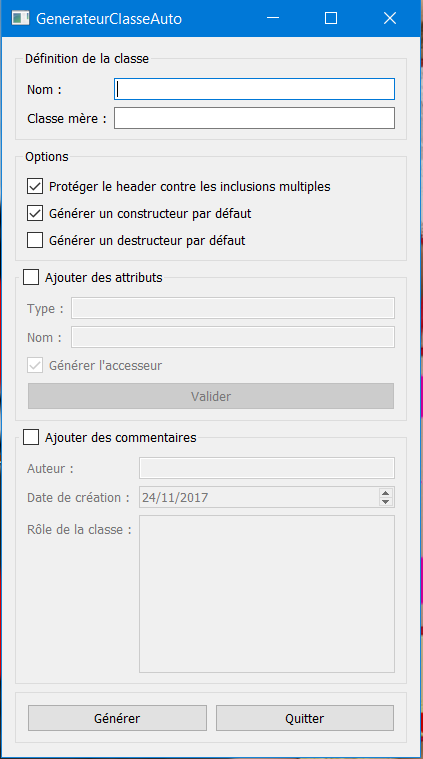 GenerateurClasseAuto
Définition de la classe
Nom :
Classe mère :
Options
Protéger le header contre les inclusions multiples
Générer un constructeur par défaut
Générer un destructeur par défaut
Ajouter des attributs
Type :
Nom :
Générer l'accesseur
Valider
Ajouter des commentaires
Auteur :
Date de création : 24/11/2017
Rôle de la classe :
Générer Quitter